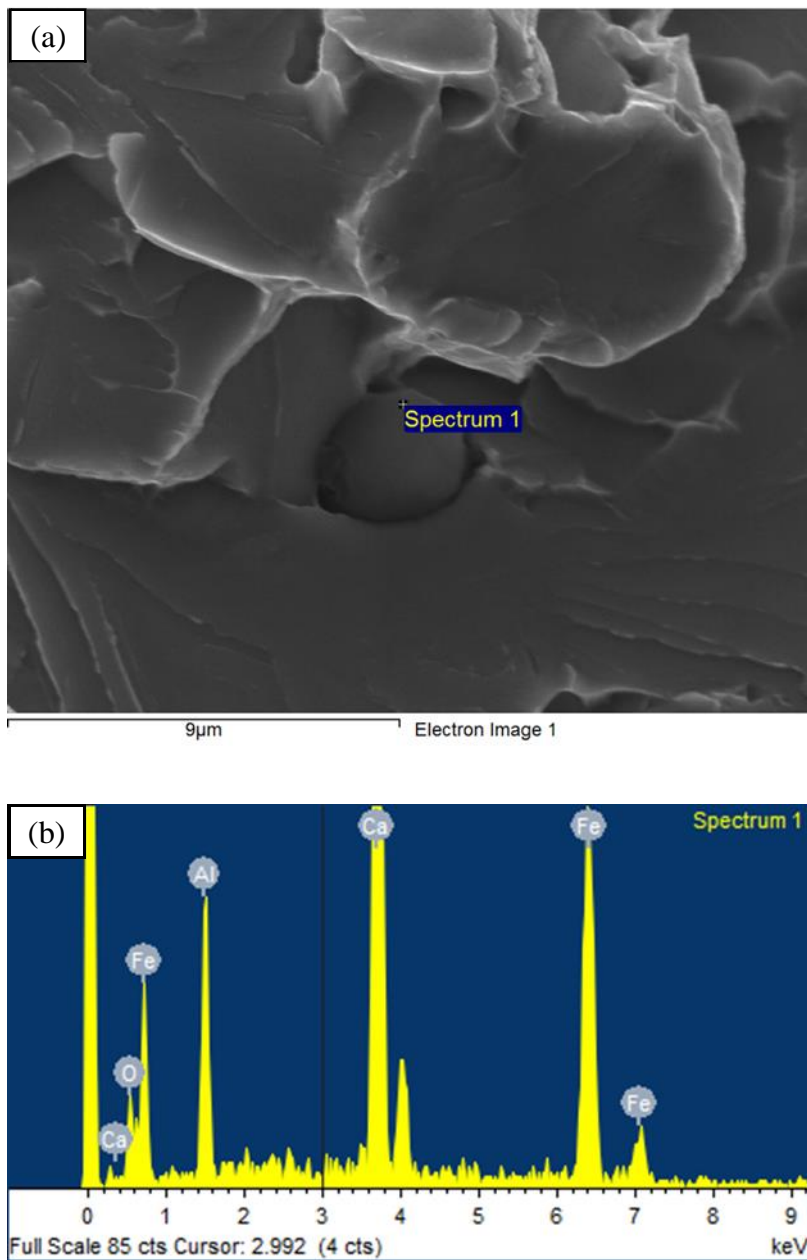 (a)
Spectrum 1
9µm
Electron Image 1
(b)
Spectrum 1
Ca
Fe
Al
Fe
O
Fe
Ca
0 1 2 3 4 5 6 7 8 9
Full Scale 85 cts Cursor: 2.992 (4 cts) keV